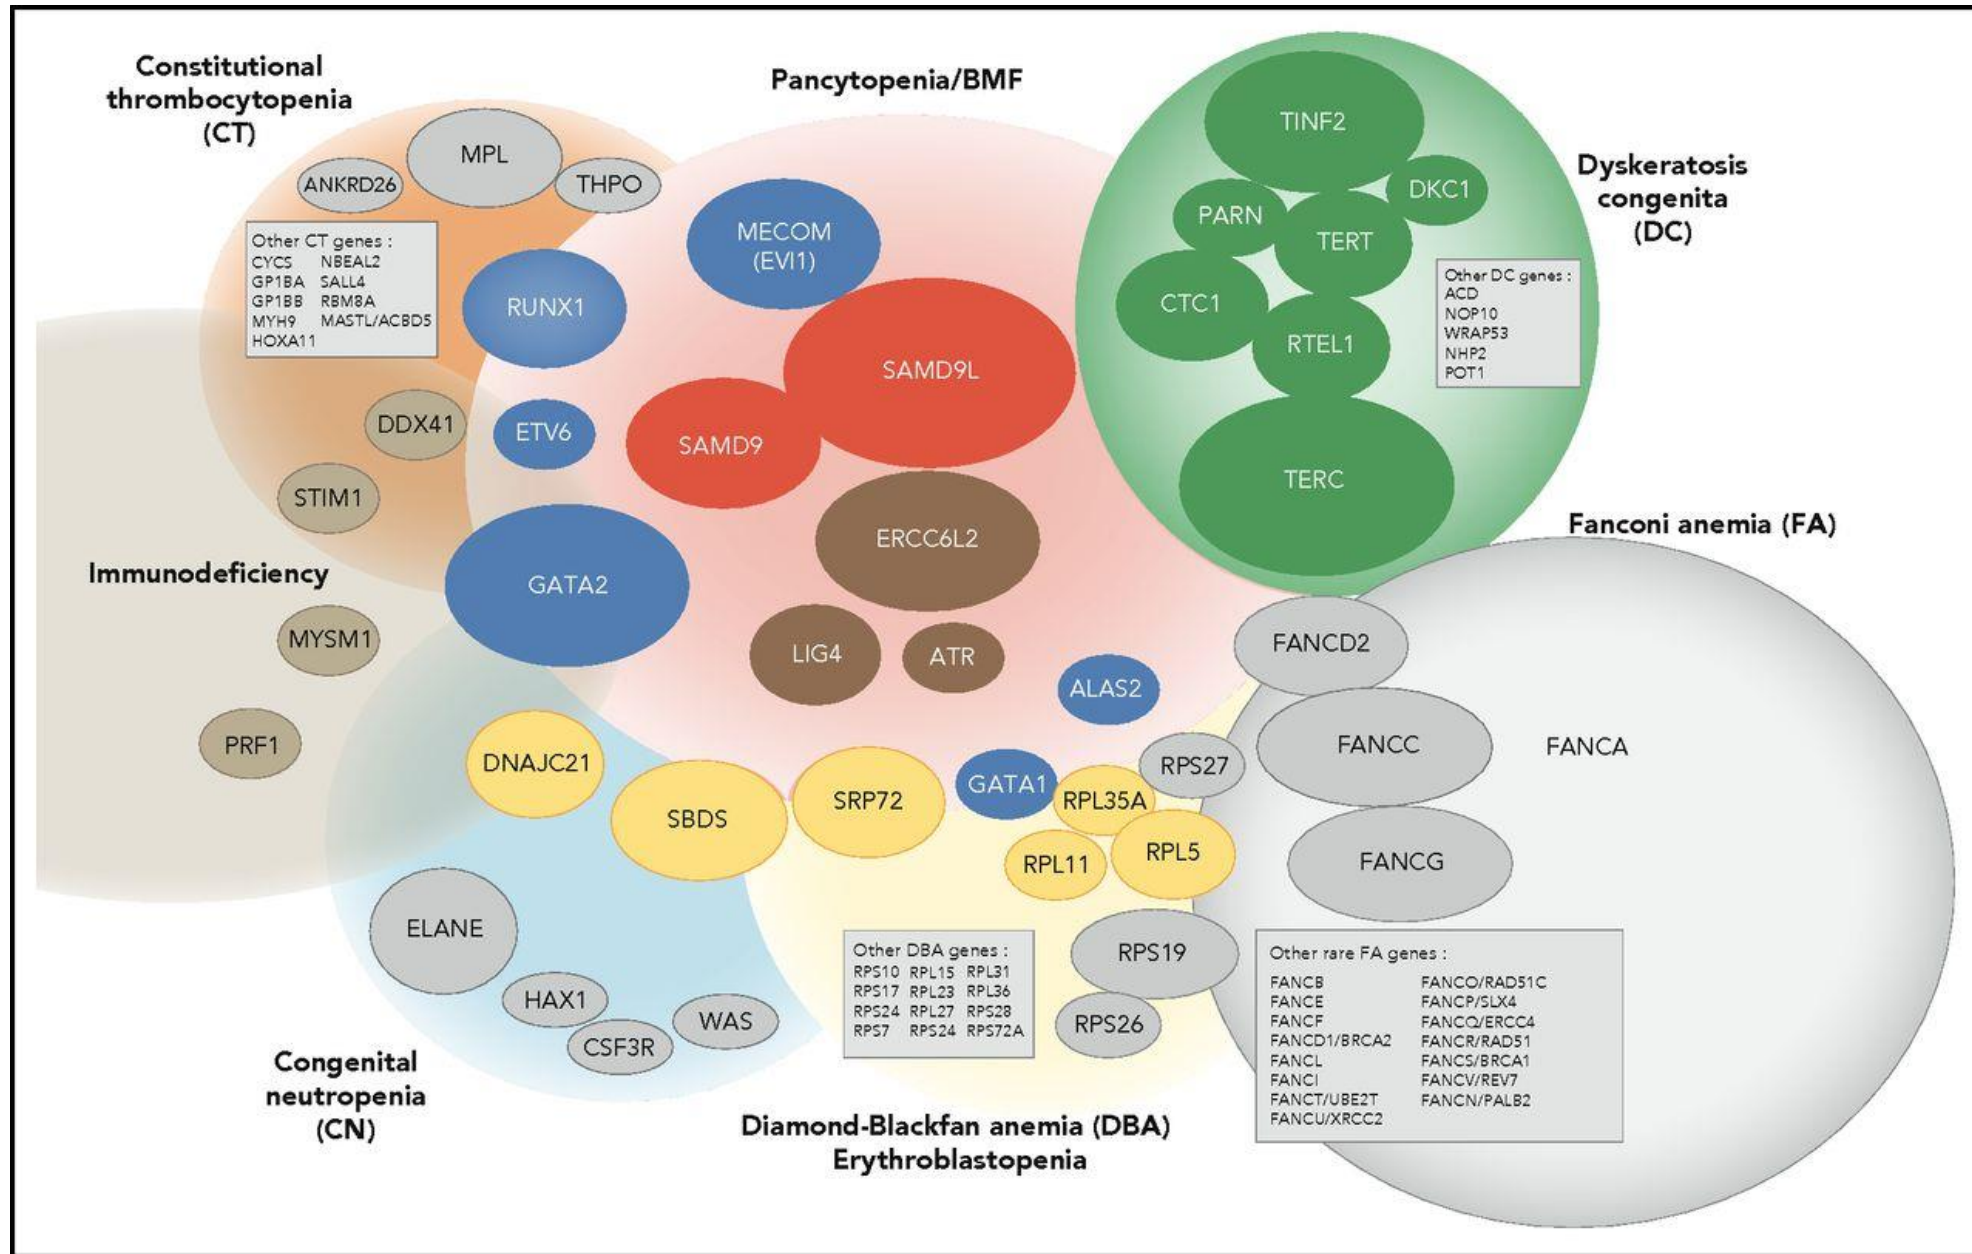 Constitutional
thrombocytopenia
(CT)
Pancytopenia/BMF
Dyskeratosis
congenita
(DC)
Fanconi anemia (FA)
Immunodeficiency
Congenital
neutropenia
(CN)
Diamond-Blackfan anemia (DBA)
Erythroblastopenia
MPL
ANKRD26
THPO
Other CT genes :
CYCS NBEAL2
GP1BA SALL4
GP1BB RBM8A
MYH9 MASTL/ACBD5
HOXA11
RUNX1
DDX41
ETV6
STIM1
GATA2
MYSM1
PRF1
MECOM
(EVI1)
SAMD9L
SAMD9
ERCC6L2
LIG4
ATR
ALAS2
GATA1
TINF2
DKC1
PARN
TERT
CTC1
RTEL1
TERC
Other DC genes :
ACD
NOP10
WRAP53
NHP2
POT1
FANCD2
FANCC
FANCA
FANCG
Other rare FA genes :
FANCB FANCO/RAD51C
FANCE FANCP/SLX4
FANCF FANCQ/ERCC4
FANCD1/BRCA2 FANCR/RAD51
FANCL FANCS/BRCA1
FANCI FANCV/REV7
FANCT/UBE2T FANCN/PALB2
FANCU/XRCC2
DNAJC21
SBDS
SRP72
RPS27
RPL35A
RPL11
RPL5
RPS19
RPS26
Other DBA genes :
RPS10 RPL15 RPL31
RPS17 RPL23 RPL36
RPS24 RPL27 RPS28
RPS7 RPS24 RPS72A
ELANE
HAX1
CSF3R
WAS